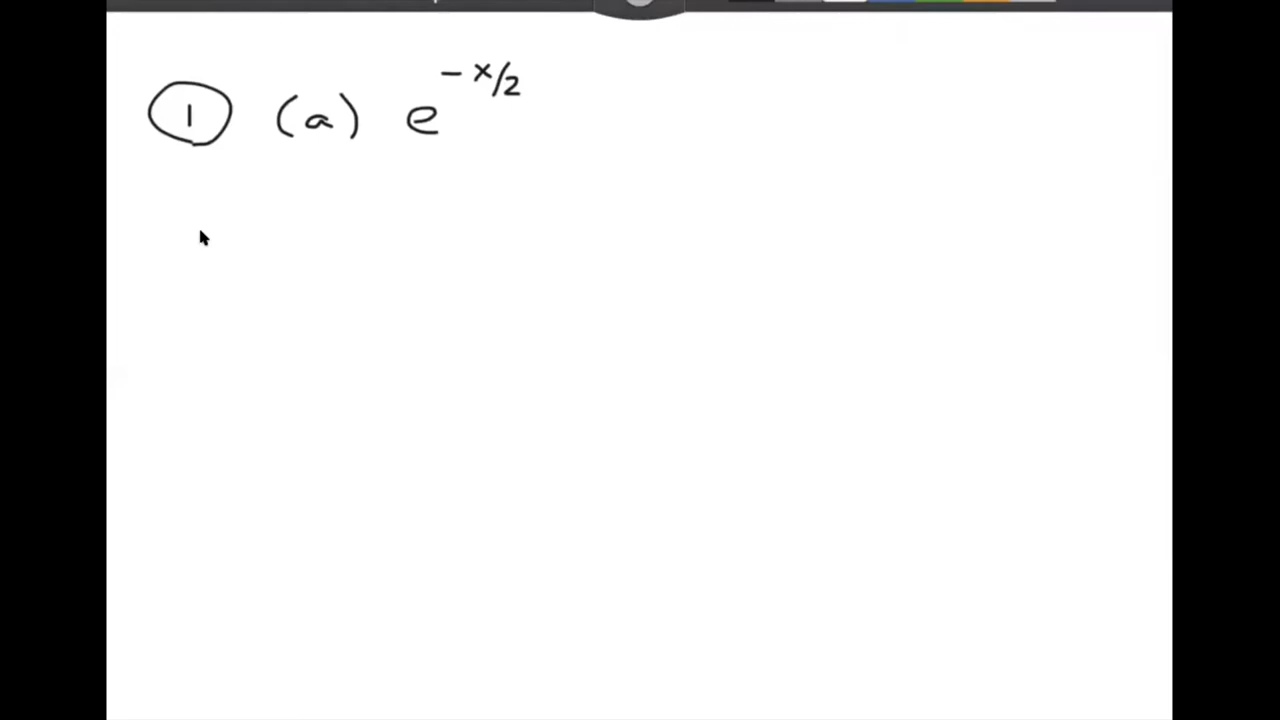 ① (a) e^{-x/2}